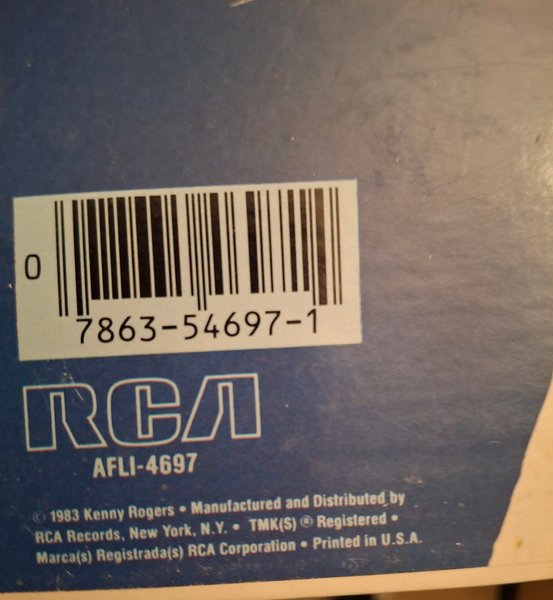 0
7863-54697-1
RCA
AFL1-4697
© 1983 Kenny Rogers • Manufactured and Distributed by
RCA Records, New York, N.Y. • TMK(S) ® Registered •
Marca(s) Registrada(s) RCA Corporation • Printed in U.S.A.